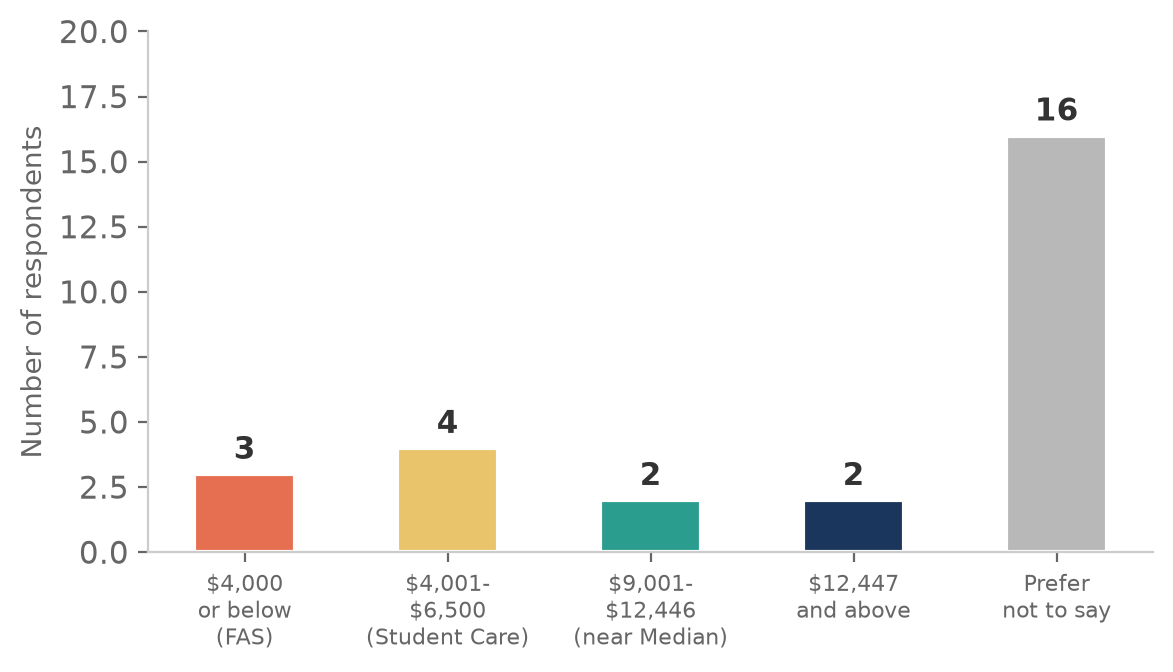 Number of respondents
20.0
17.5
15.0
12.5
10.0
7.5
5.0
2.5
0.0
3
4
2
2
16
$4,000
or below
(FAS)
$4,001-
$6,500
(Student Care)
$9,001-
$12,446
(near Median)
$12,447
and above
Prefer
not to say